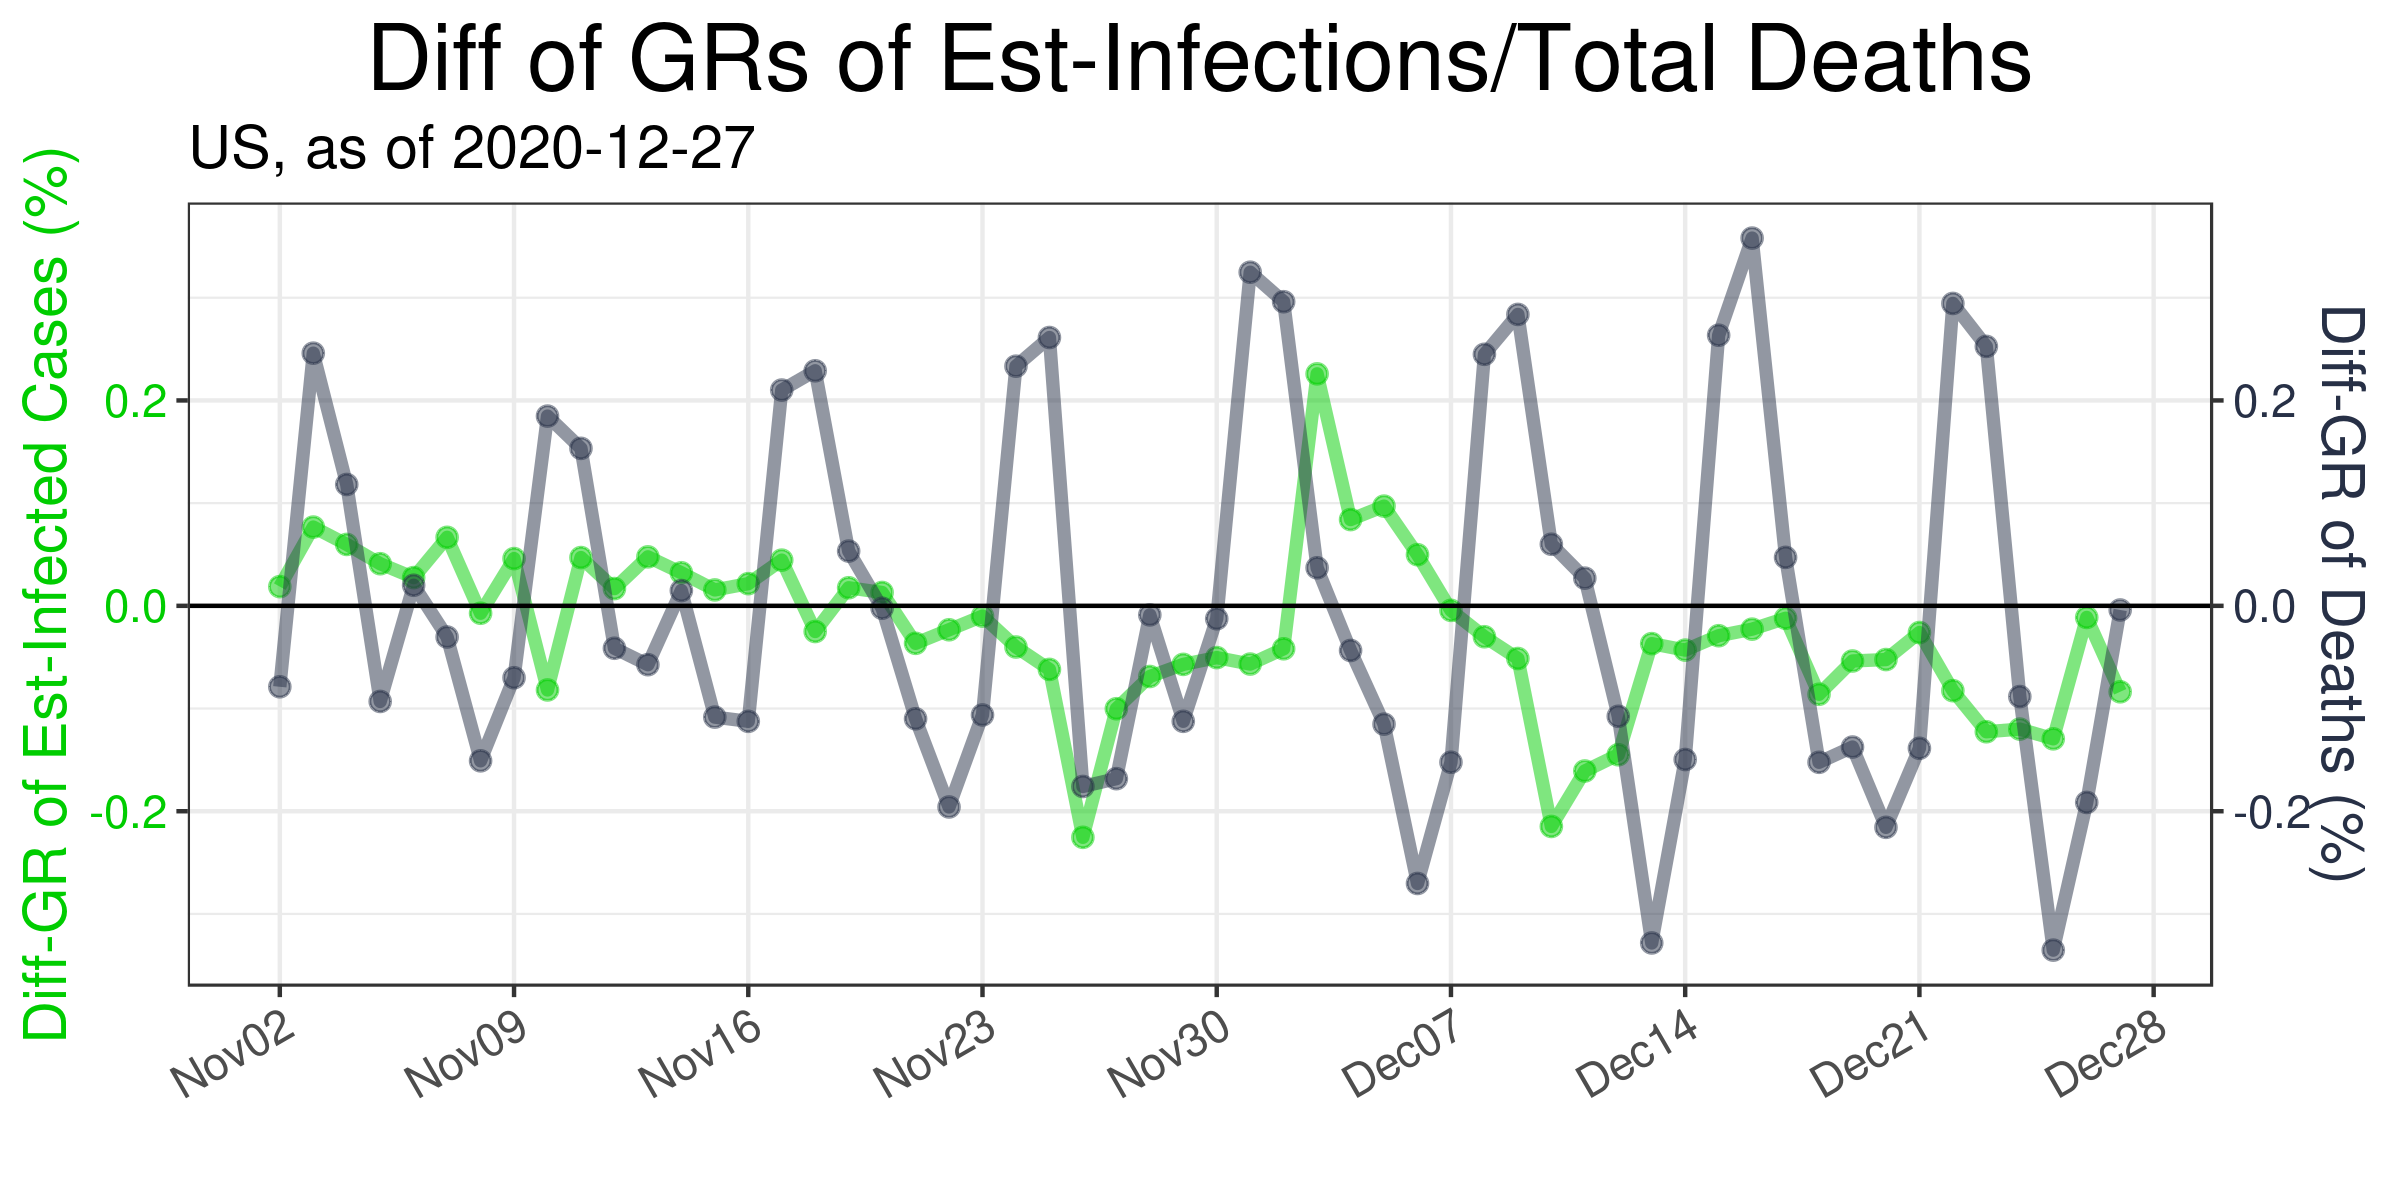 Diff of GRs of Est-Infections/Total Deaths
US, as of 2020-12-27
Diff-GR of Est-Infected Cases (%)
0.2
0.0
-0.2
0.2
0.0
-0.2
Diff-GR of Deaths (%)
Nov02
Nov09
Nov16
Nov23
Nov30
Dec07
Dec14
Dec21
Dec28